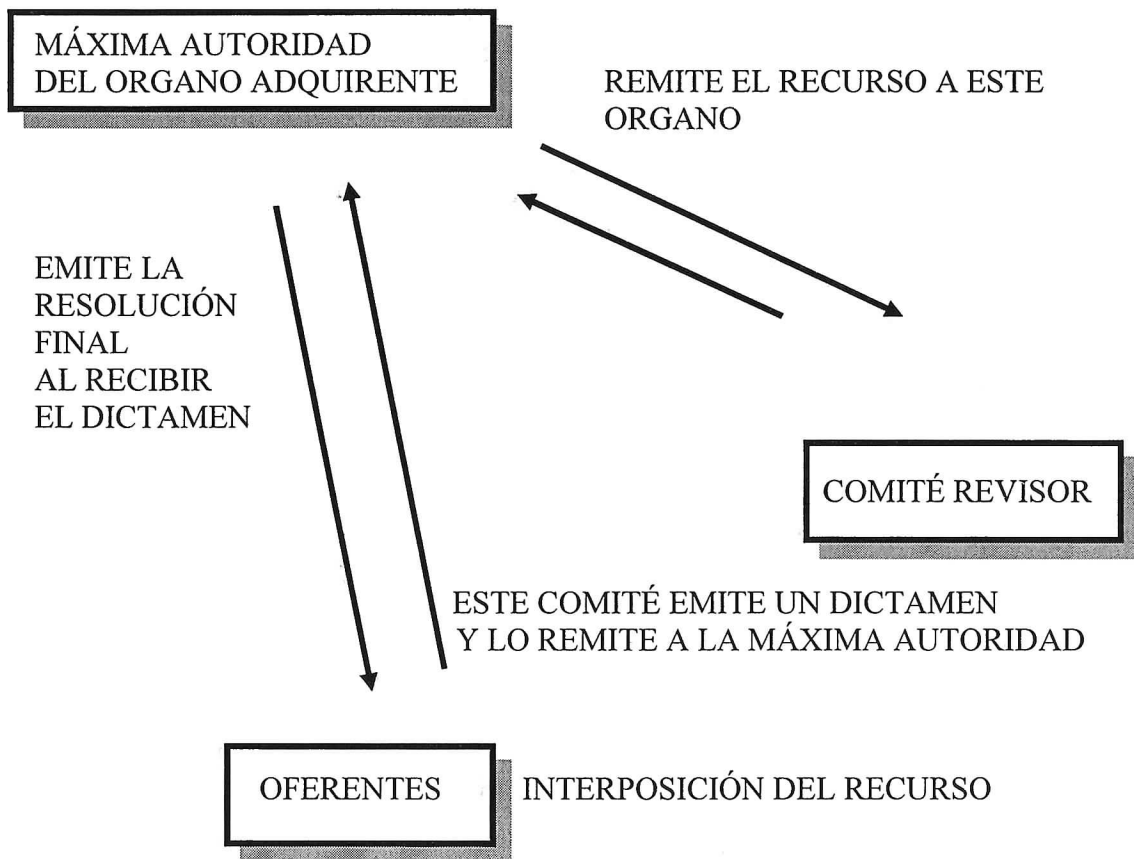 MÁXIMA AUTORIDAD
DEL ORGANO ADQUIRENTE
REMITE EL RECURSO A ESTE
ORGANO
EMITE LA
RESOLUCIÓN
FINAL
AL RECIBIR
EL DICTAMEN
COMITÉ REVISOR
ESTE COMITÉ EMITE UN DICTAMEN
Y LO REMITE A LA MÁXIMA AUTORIDAD
OFERENTES
INTERPOSICIÓN DEL RECURSO